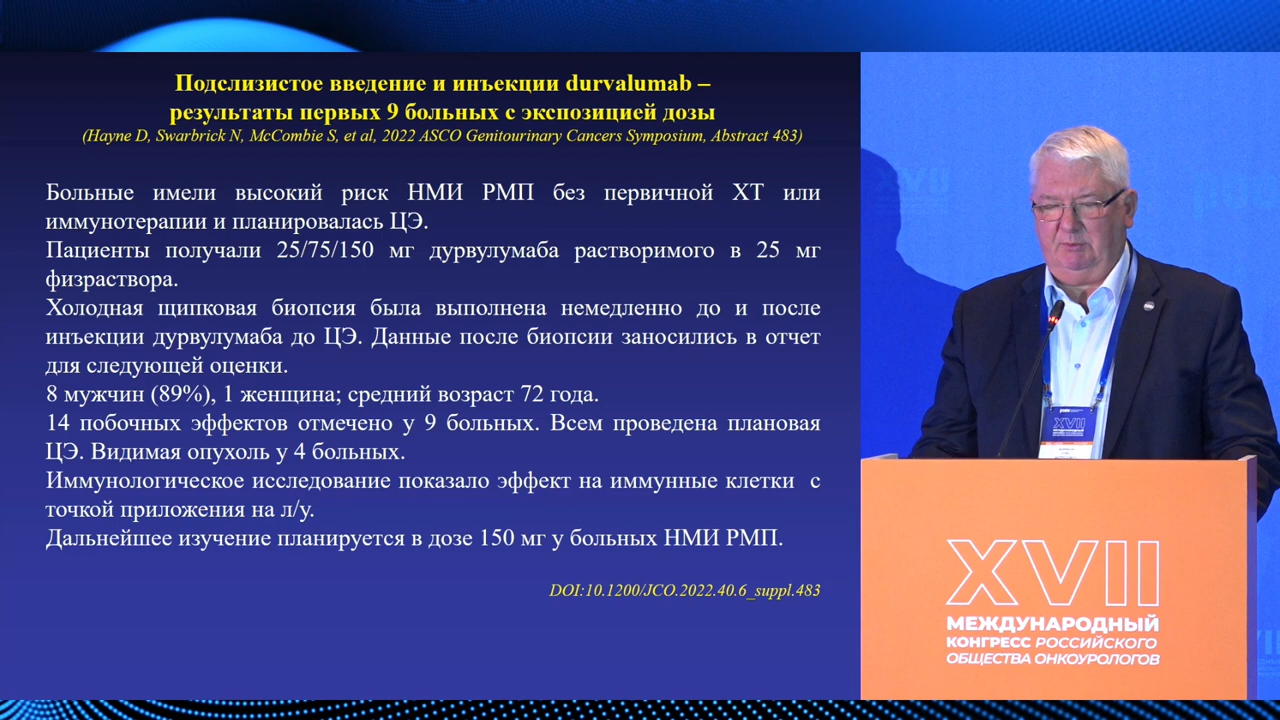 Подслизистое введение и инъекции durvalumab –
результаты первых 9 больных с экспозицией дозы
(Hayne D, Swarbrick N, McCombie S, et al, 2022 ASCO Genitourinary Cancers Symposium, Abstract 483)
Больные имели высокий риск НМИ РМП без первичной ХТ или
иммунотерапии и планировалась ЦЭ.
Пациенты получали 25/75/150 мг дурвулумаба растворимого в 25 мг
физраствора.
Холодная щипковая биопсия была выполнена немедленно до и после
инъекции дурвулумаба до ЦЭ. Данные после биопсии заносились в отчет
для следующей оценки.
8 мужчин (89%), 1 женщина; средний возраст 72 года.
14 побочных эффектов отмечено у 9 больных. Всем проведена плановая
ЦЭ. Видимая опухоль у 4 больных.
Иммунологическое исследование показало эффект на иммунные клетки с
точкой приложения на л/у.
Дальнейшее изучение планируется в дозе 150 мг у больных НМИ РМП.
DOI:10.1200/JCO.2022.40.6_suppl.483
XVII
XVII
XVII
МЕЖДУНАРОДНЫЙ
КОНГРЕСС РОССИЙСКОГО
ОБЩЕСТВА ОНКОУРОЛОГОВ